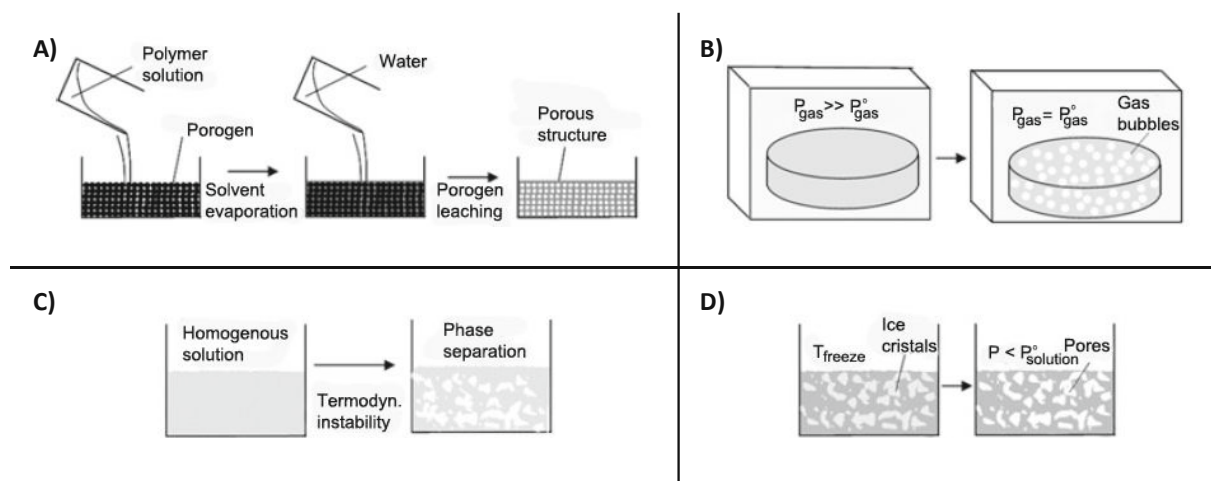 A)
Polymer
solution
Water
Porogen
Porous
structure
Solvent
evaporation
Porogen
leaching
B)
Pgas >> P°gas
Pgas = P°gas
Gas
bubbles
C)
Homogenous
solution
Phase
separation
Termodyn.
instability
D)
Tfreeze
Ice
cristals
P < P°solution
Pores